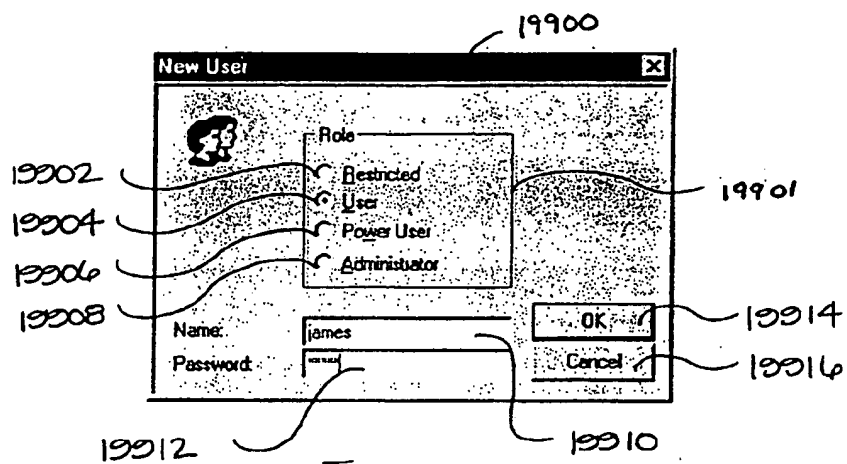 19900
New User
Role
19902
Restricted
19901
19904
User
19906
Power User
19908
Administrator
Name:
james
OK
19914
Password:
Cancel
19916
19912
19910